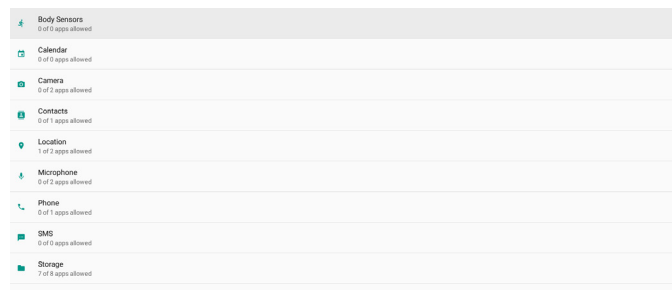 Body Sensors
0 of 0 apps allowed
Calendar
0 of 0 apps allowed
Camera
0 of 2 apps allowed
Contacts
0 of 1 apps allowed
Location
1 of 2 apps allowed
Microphone
0 of 2 apps allowed
Phone
0 of 1 apps allowed
SMS
0 of 0 apps allowed
Storage
7 of 8 apps allowed